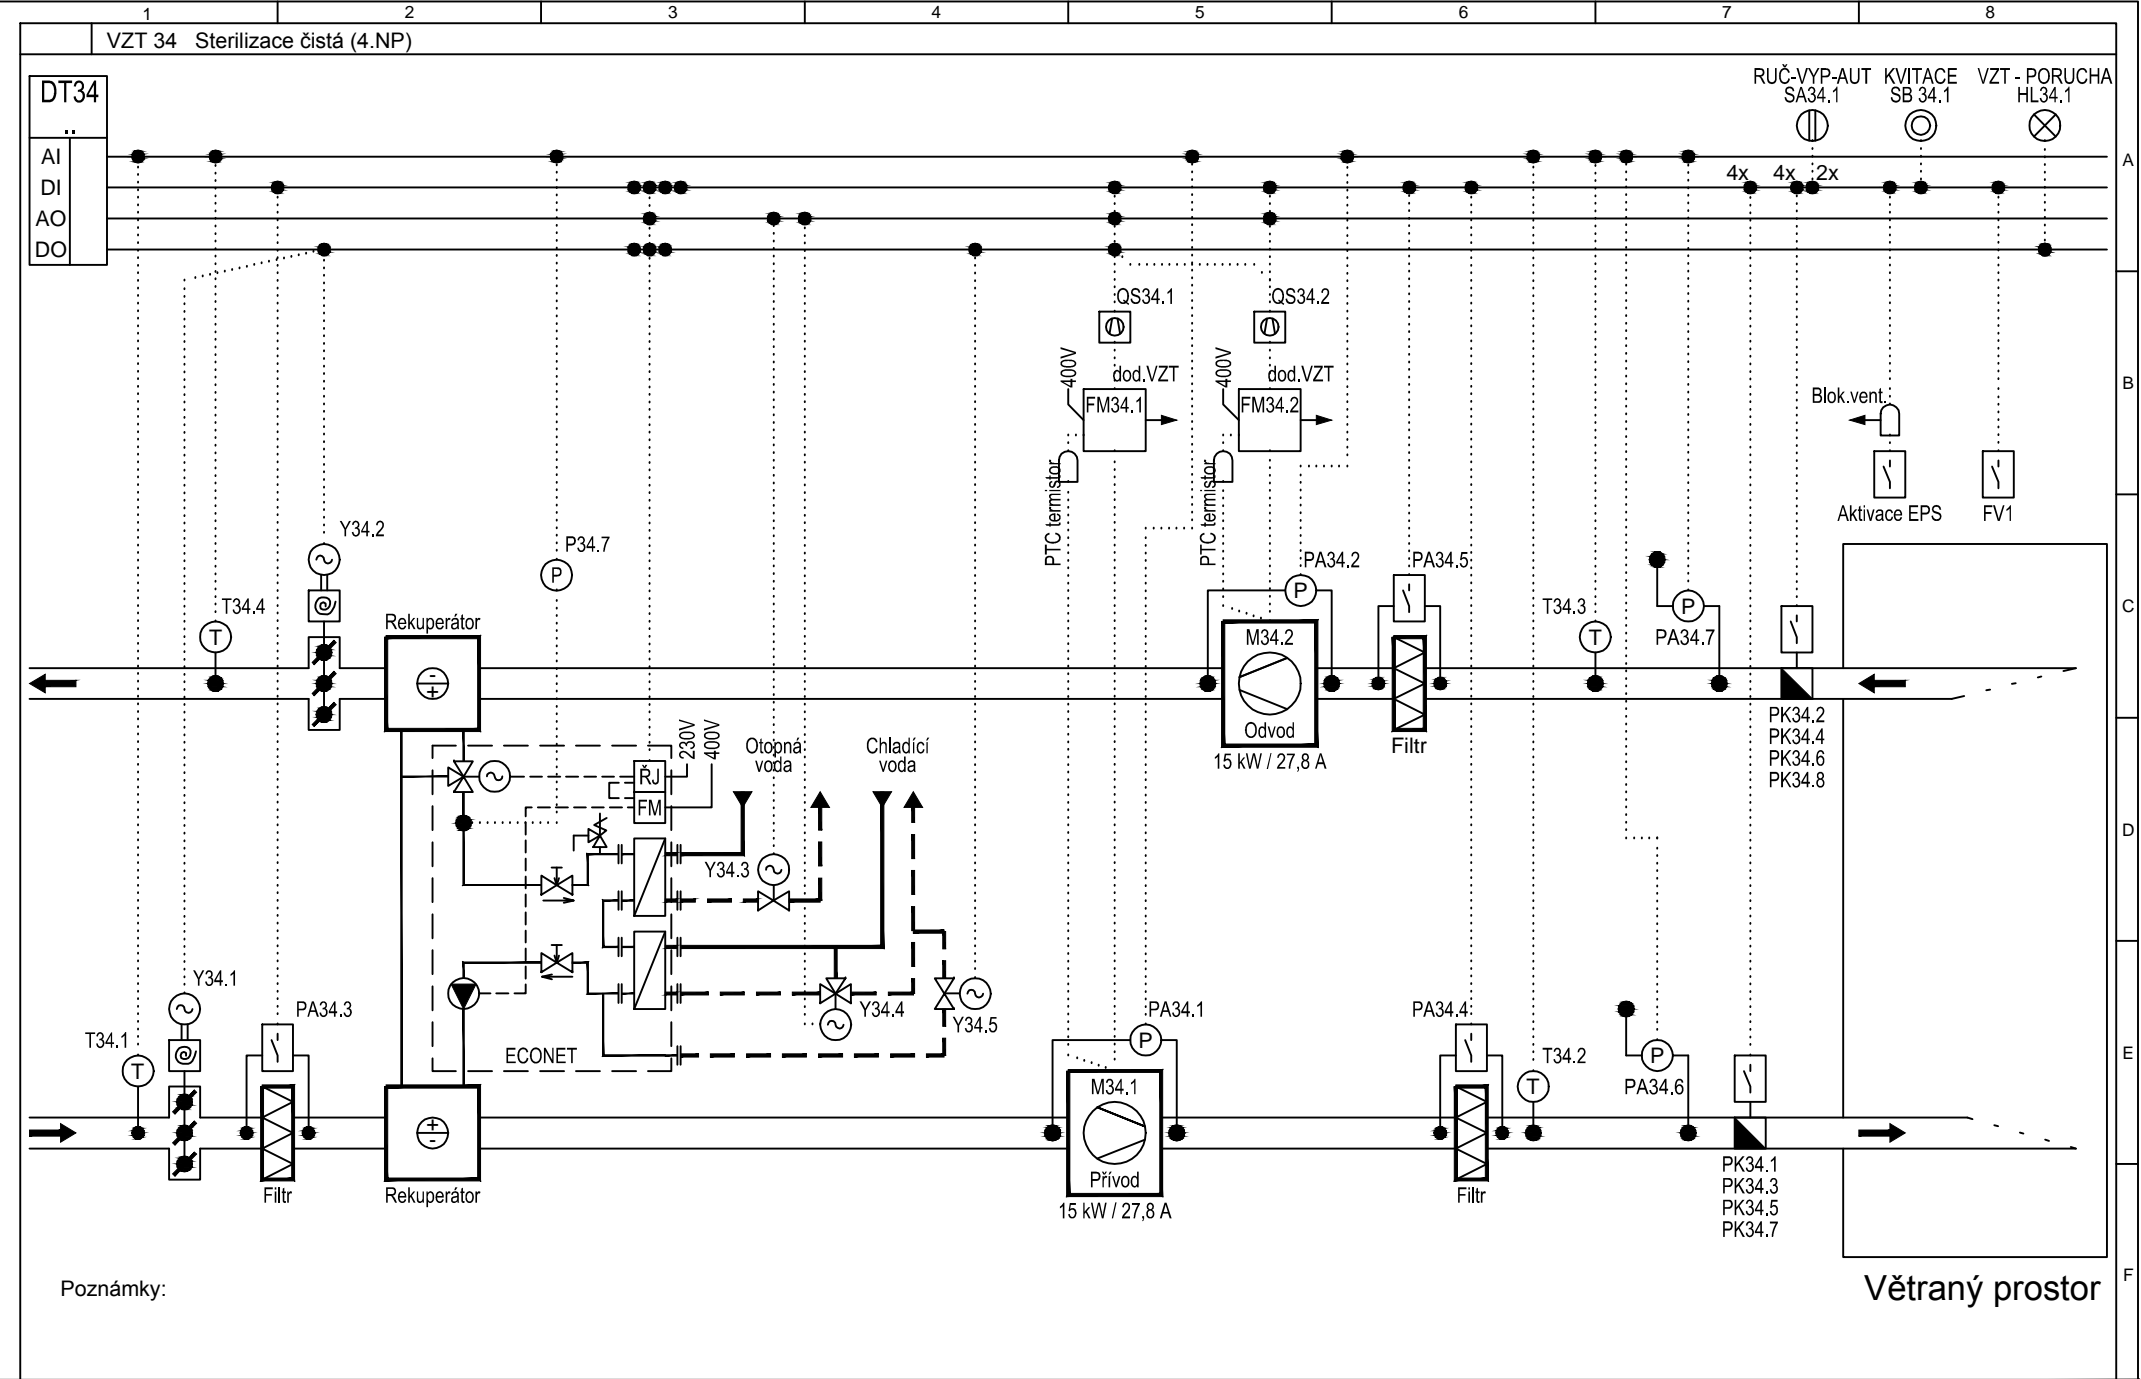 1 2 3 4 5 6 7 8
VZT 34 Sterilizace čistá (4.NP)
DT34
..
AI
DI
AO
DO
RUČ-VYP-AUT
SA34.1
KVITACE
SB 34.1
VZT - PORUCHA
HL34.1
A
4x 4x 2x
QS34.1
QS34.2
400V
dod.VZT
FM34.1
400V
dod.VZT
FM34.2
PTC termistor
PTC termistor
B
Blok.vent.
Aktivace EPS
FV1
Y34.2
P34.7
P
PA34.2
P
PA34.5
T34.4
T
Rekuperátor
-
+
M34.2
Odvod
15 kW / 27,8 A
Filtr
T34.3
T
P
PA34.7
C
PK34.2
PK34.4
PK34.6
PK34.8
230V
400V
ŘJ
FM
Otopná
voda
Chladící
voda
Y34.3
D
Y34.1
PA34.3
T34.1
T
Y34.4
Y34.5
ECONET
PA34.1
P
M34.1
Přívod
15 kW / 27,8 A
PA34.4
T34.2
T
P
PA34.6
E
Filtr
+
-
Rekuperátor
Filtr
PK34.1
PK34.3
PK34.5
PK34.7
Poznámky:
Větraný prostor
F